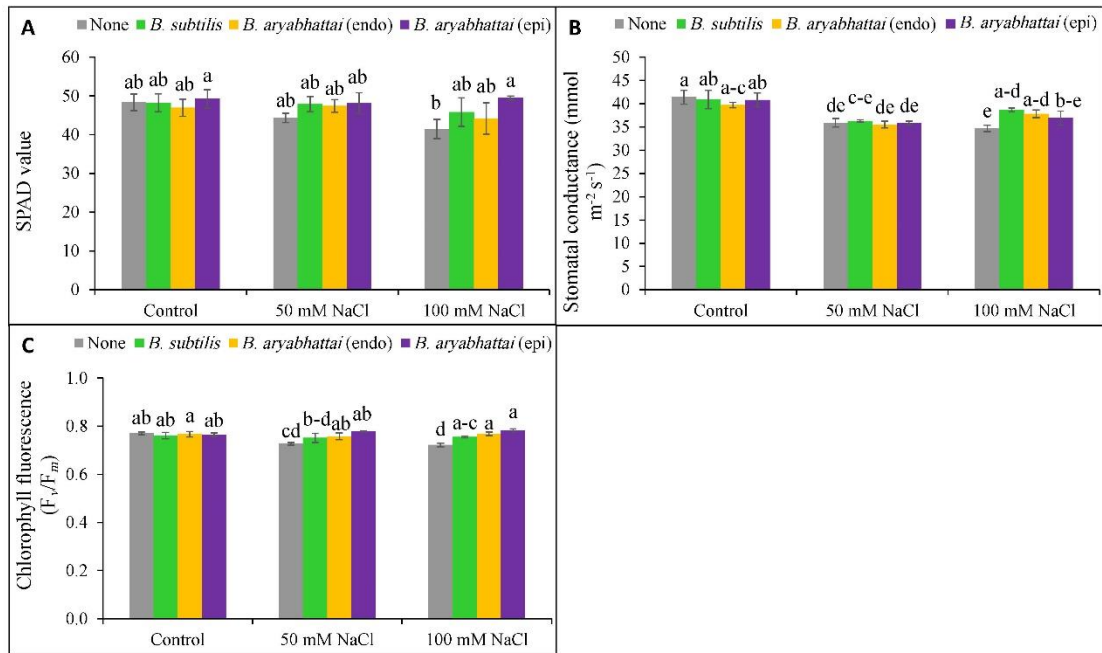 A
None B. subtilis B. aryabhattai (endo) B. aryabhattai (epi)
60
50
40
30
20
10
0
SPAD value
ab ab ab a
ab ab ab ab
b ab ab a
Control 50 mM NaCl 100 mM NaCl
B
None B. subtilis B. aryabhattai (endo) B. aryabhattai (epi)
50
45
40
35
30
25
20
15
10
5
0
Stomatal conductance (mmol
m⁻² s⁻¹)
a ab a-c ab
de c-e de de
e a-d a-d b-e
Control 50 mM NaCl 100 mM NaCl
C
None B. subtilis B. aryabhattai (endo) B. aryabhattai (epi)
1.0
0.8
0.6
0.4
0.2
0.0
Chlorophyll fluorescence
(Fv/Fm)
ab ab a ab
cd b-d ab ab
d a-c a a
Control 50 mM NaCl 100 mM NaCl